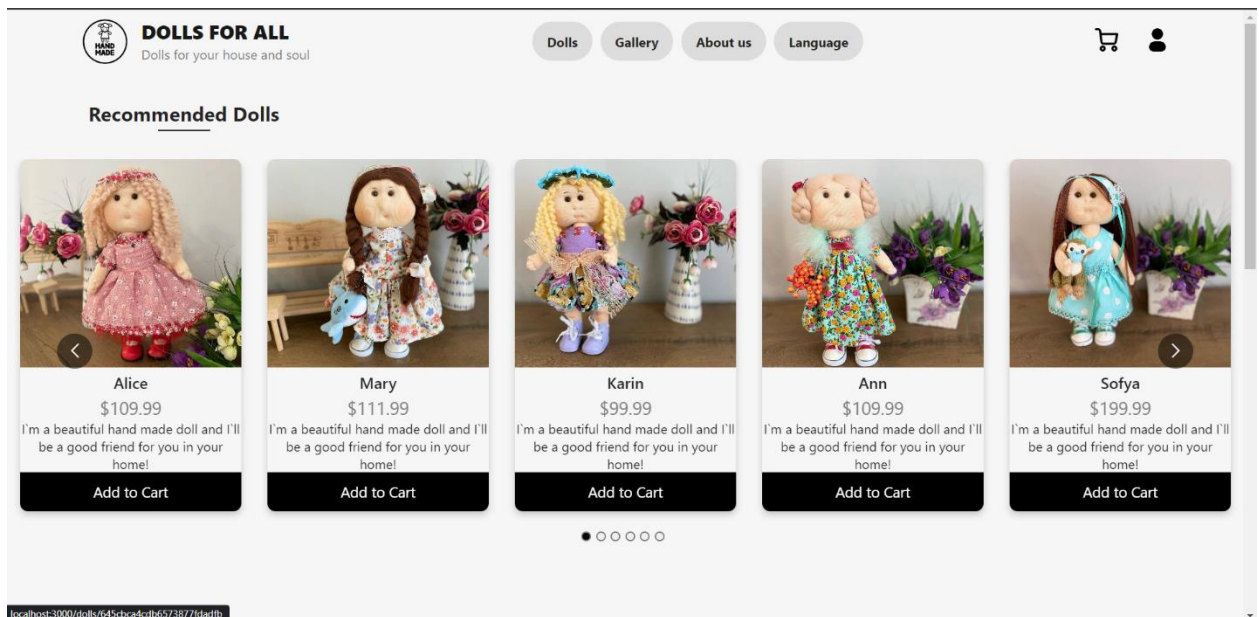 HAND
MADE
DOLLS FOR ALL
Dolls for your house and soul
Dolls
Gallery
About us
Language
Recommended Dolls
Alice
$109.99
I`m a beautiful hand made doll and I`ll
be a good friend for you in your
home!
Add to Cart
Mary
$111.99
I`m a beautiful hand made doll and I`ll
be a good friend for you in your
home!
Add to Cart
Karin
$99.99
I`m a beautiful hand made doll and I`ll
be a good friend for you in your
home!
Add to Cart
Ann
$109.99
I`m a beautiful hand made doll and I`ll
be a good friend for you in your
home!
Add to Cart
Sofya
$199.99
I`m a beautiful hand made doll and I`ll
be a good friend for you in your
home!
Add to Cart
localhost:3000/dolls/645cbca4cdb6573877fdadfb